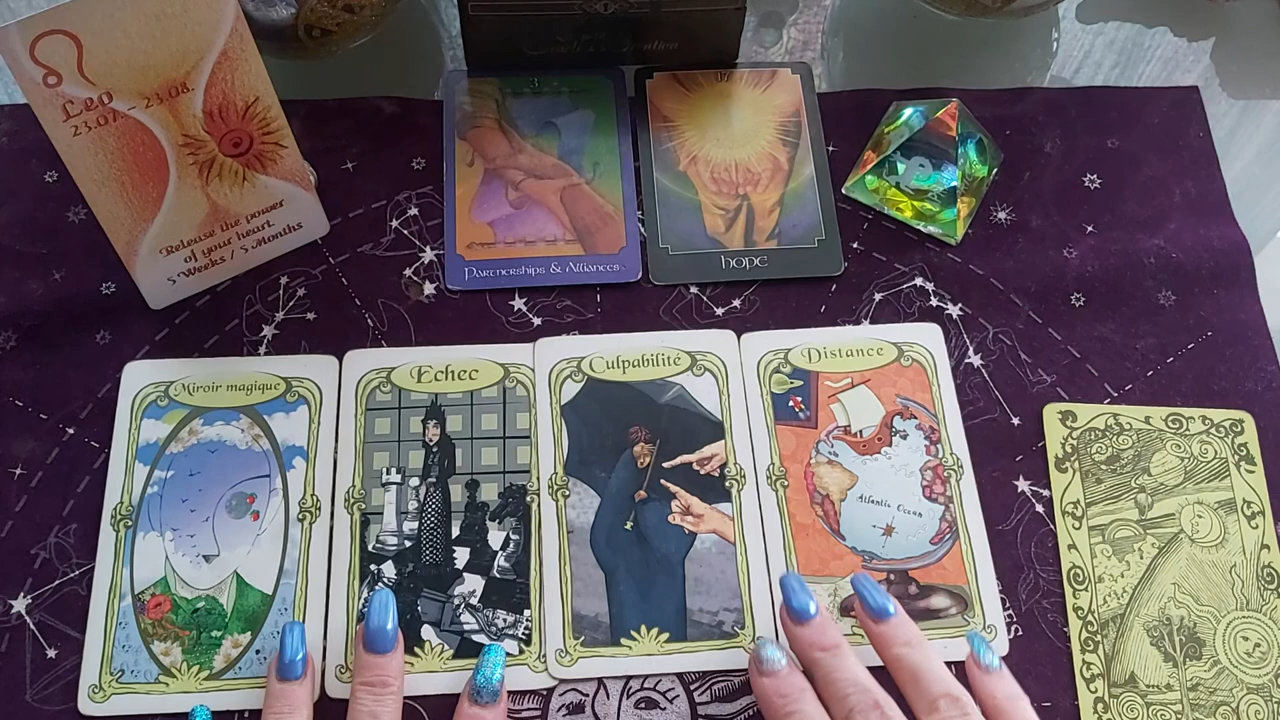 Leo
23.07. - 23.08.
Release the power
of your heart
5 Weeks / 5 Months
3
Partnerships & Alliances
17
hope
Miroir magique
Echec
Culpabilité
Distance
Atlantic Ocean